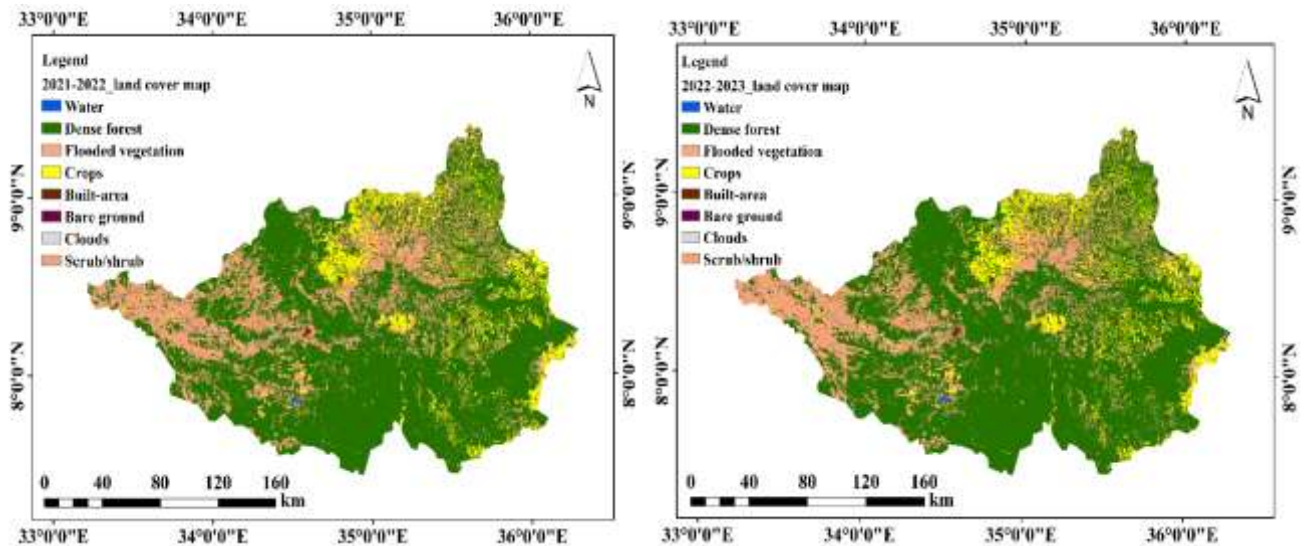 33°0'0"E 34°0'0"E 35°0'0"E 36°0'0"E
Legend
2021-2022_land cover map
Water
Dense forest
Flooded vegetation
Crops
Built-area
Bare ground
Clouds
Scrub/shrub
N
9°0'0"N
9°0'0"N
8°0'0"N
8°0'0"N
0 40 80 120 160
km
33°0'0"E 34°0'0"E 35°0'0"E 36°0'0"E
33°0'0"E 34°0'0"E 35°0'0"E 36°0'0"E
Legend
2022-2023_land cover map
Water
Dense forest
Flooded vegetation
Crops
Built-area
Bare ground
Clouds
Scrub/shrub
N
9°0'0"N
9°0'0"N
8°0'0"N
8°0'0"N
0 40 80 120 160
km
33°0'0"E 34°0'0"E 35°0'0"E 36°0'0"E